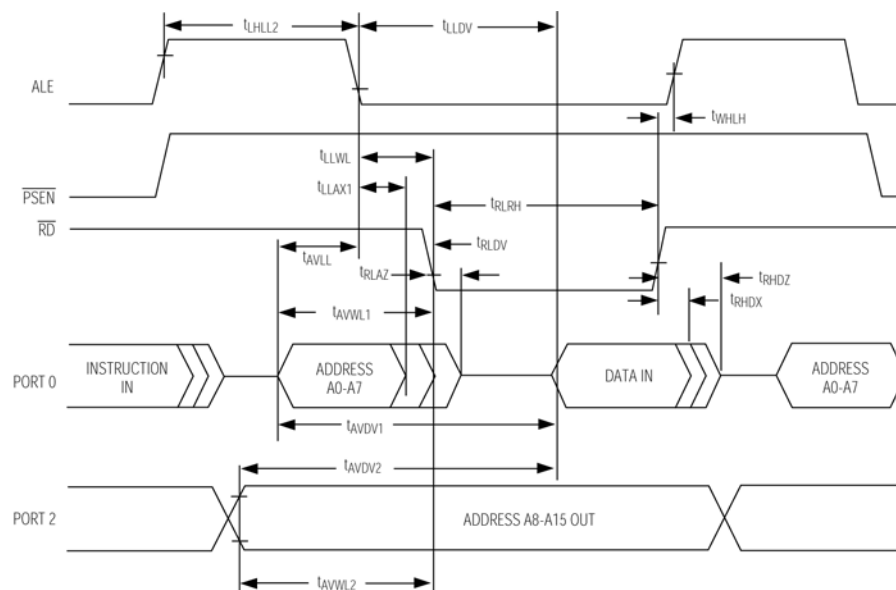 tLHLL2
tLLDV
ALE
tWHLH
tLLWL
PSEN
tLLAX1
tRLRH
RD
tAVLL
tRLDV
tRLAZ
tRHDZ
tAVWL1
tRHDX
PORT 0
INSTRUCTION
IN
ADDRESS
A0-A7
DATA IN
ADDRESS
A0-A7
tAVDV1
tAVDV2
PORT 2
ADDRESS A8-A15 OUT
tAVWL2